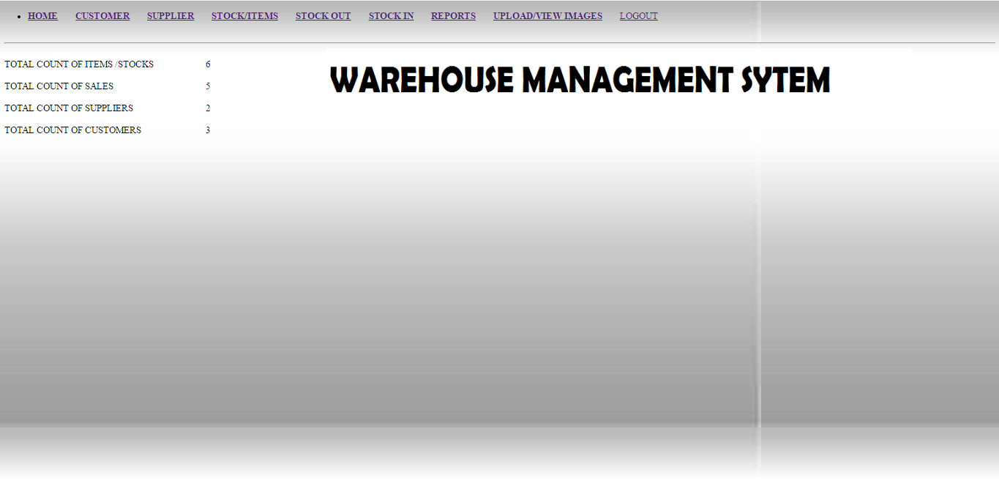 HOME CUSTOMER SUPPLIER STOCK/ITEMS STOCK OUT STOCK IN REPORTS UPLOAD/VIEW IMAGES LOGOUT
WAREHOUSE MANAGEMENT SYTEM
TOTAL COUNT OF ITEMS /STOCKS 6
TOTAL COUNT OF SALES 5
TOTAL COUNT OF SUPPLIERS 2
TOTAL COUNT OF CUSTOMERS 3